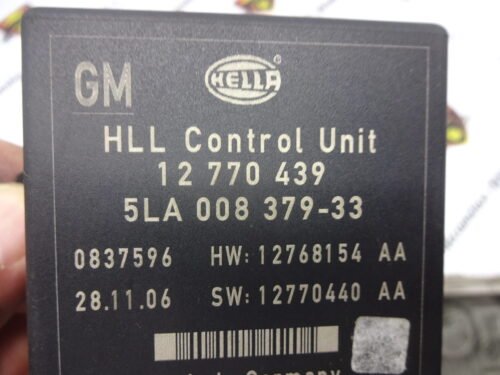 GM HELLA
HLL Control Unit
12 770 439
5LA 008 379-33
0837596 HW: 12768154 AA
28.11.06 SW: 12770440 AA
Germany